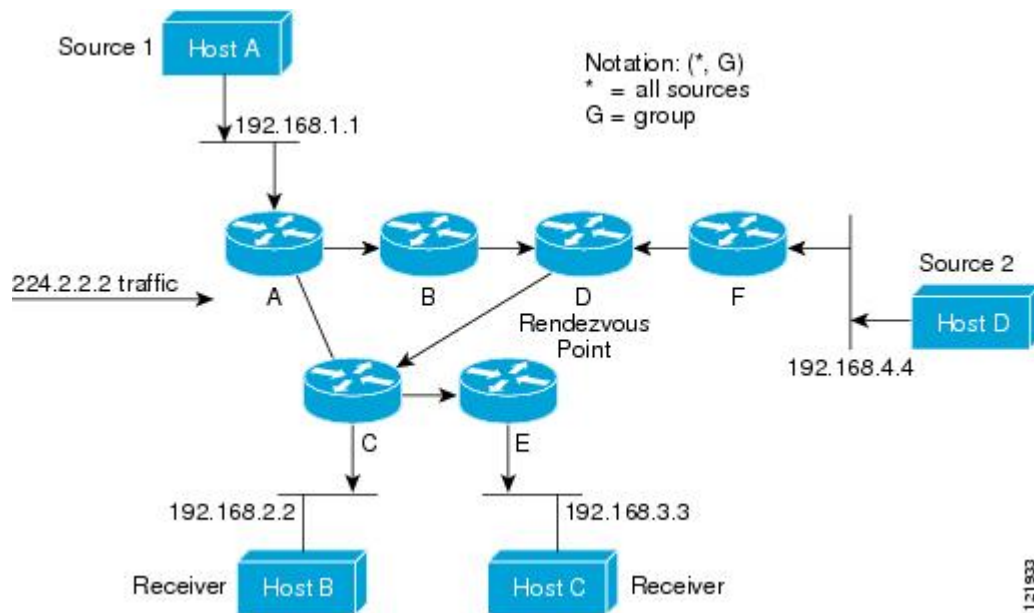 Source 1
Host A
Notation: (*, G)
* = all sources
G = group
192.168.1.1
224.2.2.2 traffic
A
B
D
Rendezvous
Point
F
Source 2
Host D
192.168.4.4
C
E
192.168.2.2
192.168.3.3
Receiver
Host B
Host C
Receiver
121933